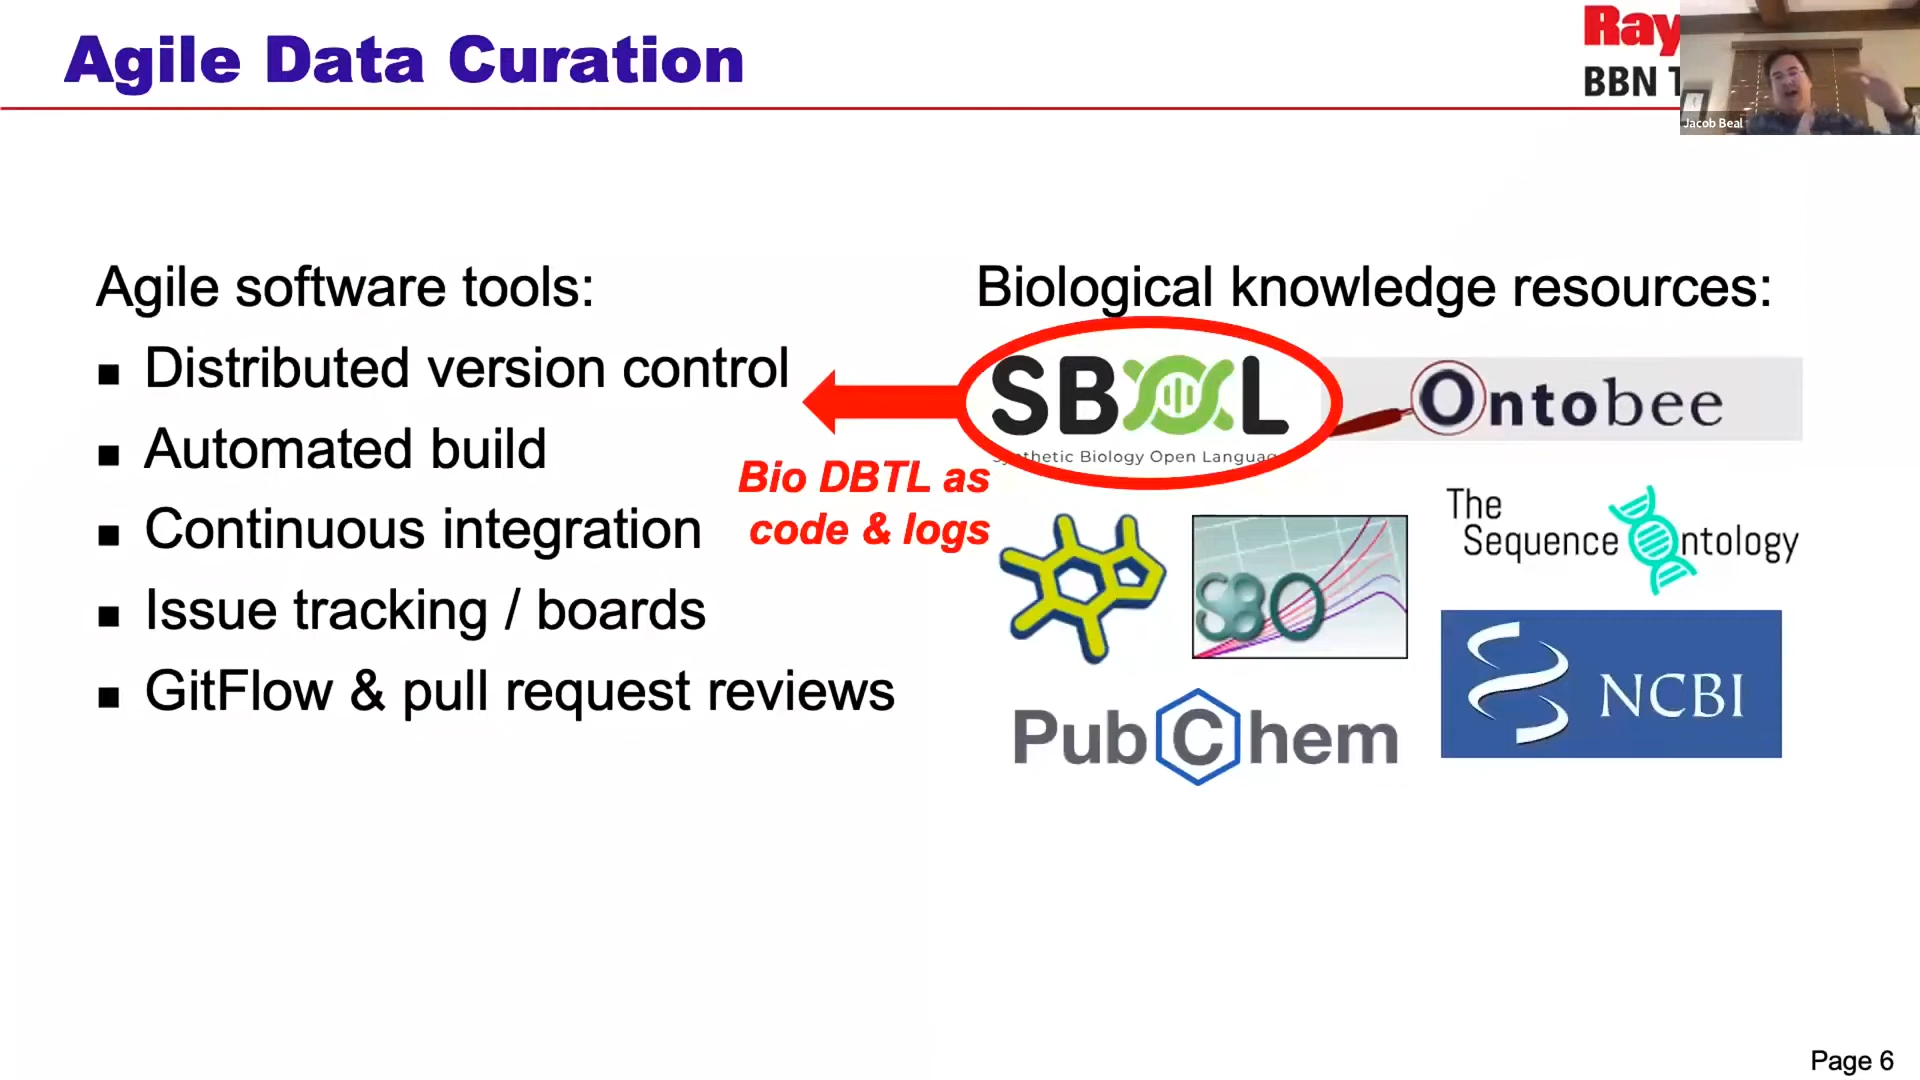 Agile Data Curation
Ray
BBN T
Jacob Beal
Agile software tools:
Distributed version control
Automated build
Continuous integration
Issue tracking / boards
GitFlow & pull request reviews
Bio DBTL as
code & logs
Biological knowledge resources:
SBOL
Synthetic Biology Open Language
Ontobee
The
Sequence Ontology
SBO
NCBI
PubChem
Page 6